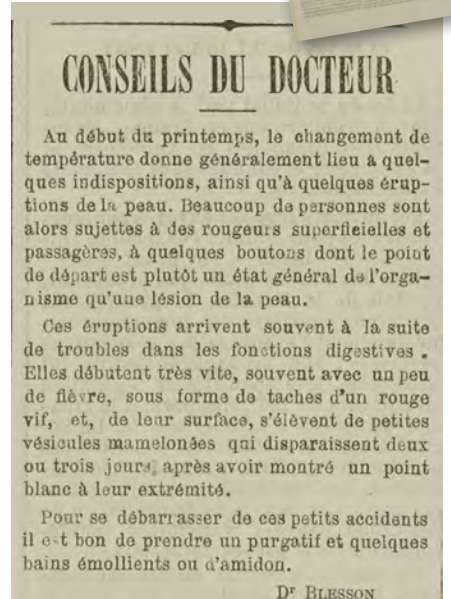 CONSEILS DU DOCTEUR
Au début du printemps, le changement de
température donne généralement lieu à quel-
ques indispositions, ainsi qu'à quelques érup-
tions de la peau. Beaucoup de personnes sont
alors sujettes à des rougeurs superficielles et
passagères, à quelques boutons dont le point
de départ est plutôt un état général de l'orga-
nisme qu'une lésion de la peau.
Ces éruptions arrivent souvent à la suite
de troubles dans les fonctions digestives .
Elles débutent très vite, souvent avec un peu
de fièvre, sous forme de taches d'un rouge
vif, et, de leur surface, s'élèvent de petites
vésicules mamelonées qui disparaissent deux
ou trois jours après avoir montré un point
blanc à leur extrémité.
Pour se débarrasser de ces petits accidents
il est bon de prendre un purgatif et quelques
bains émollients ou d'amidon.
Dr BLESSON